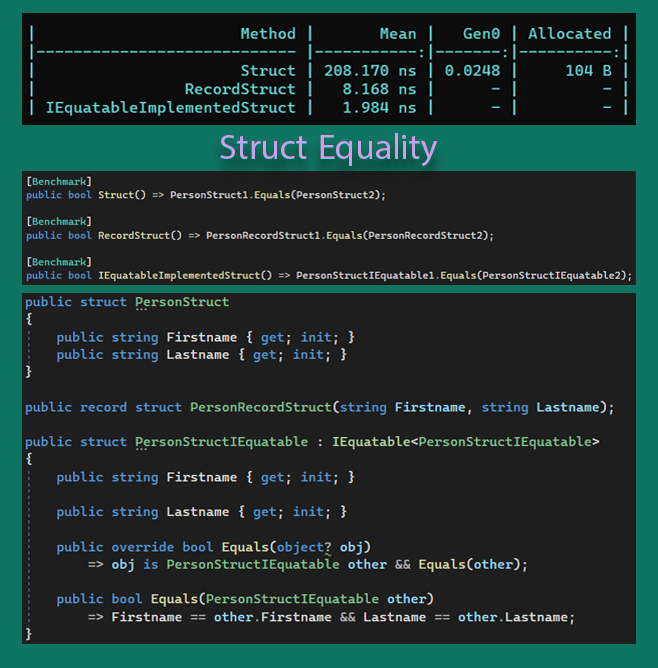 |                       Method |       Mean |   Gen0 | Allocated |
|----------------------------- |-----------:|-------:|----------:|
|                       Struct | 208.170 ns | 0.0248 |     104 B |
|                 RecordStruct |   8.168 ns |      - |         - |
| IEquatableImplementedStruct |   1.984 ns |      - |         - |
Struct Equality
[Benchmark]
public bool Struct() => PersonStruct1.Equals(PersonStruct2);
[Benchmark]
public bool RecordStruct() => PersonRecordStruct1.Equals(PersonRecordStruct2);
[Benchmark]
public bool IEquatableImplementedStruct() => PersonStructIEquatable1.Equals(PersonStructIEquatable2);
public struct PersonStruct
{
    public string Firstname { get; init; }
    public string Lastname { get; init; }
}
public record struct PersonRecordStruct(string Firstname, string Lastname);
public struct PersonStructIEquatable : IEquatable<PersonStructIEquatable>
{
    public string Firstname { get; init; }
    public string Lastname { get; init; }
    public override bool Equals(object? obj)
        => obj is PersonStructIEquatable other && Equals(other);
    public bool Equals(PersonStructIEquatable other)
        => Firstname == other.Firstname && Lastname == other.Lastname;
}